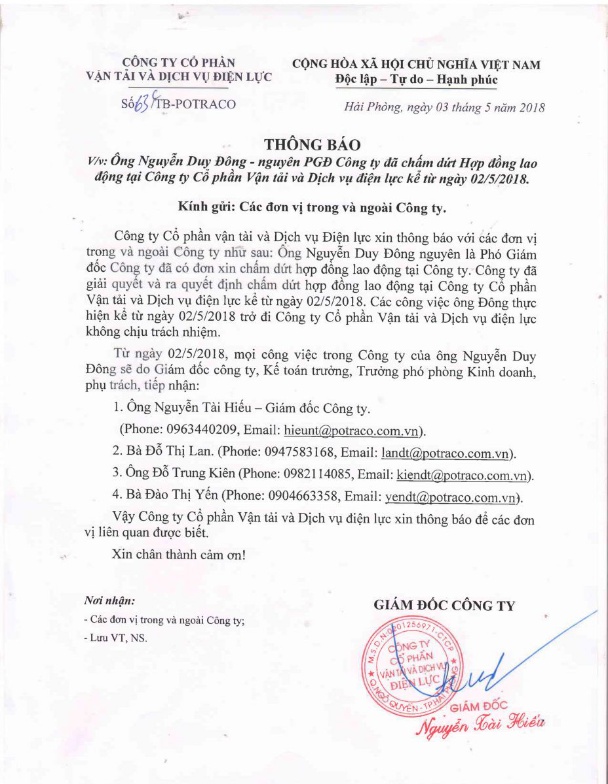 CÔNG TY CỔ PHẦN
VẬN TẢI VÀ DỊCH VỤ ĐIỆN LỰC
CỘNG HÒA XÃ HỘI CHỦ NGHĨA VIỆT NAM
Độc lập – Tự do – Hạnh phúc
Số /TB-POTRACO
Hải Phòng, ngày 03 tháng 5 năm 2018
THÔNG BÁO
V/v: Ông Nguyễn Duy Đông - nguyên PGĐ Công ty đã chấm dứt Hợp đồng lao
động tại Công ty Cổ phần Vận tải và Dịch vụ điện lực kể từ ngày 02/5/2018.
Kính gửi: Các đơn vị trong và ngoài Công ty.
Công ty Cổ phần vận tải và Dịch vụ Điện lực xin thông báo với các đơn vị
trong và ngoài Công ty như sau: Ông Nguyễn Duy Đông nguyên là Phó Giám
đốc Công ty đã có đơn xin chấm dứt hợp đồng lao động tại Công ty. Công ty đã
giải quyết và ra quyết định chấm dứt hợp đồng lao động tại Công ty Cổ phần
Vận tải và Dịch vụ điện lực kể từ ngày 02/5/2018. Các công việc ông Đông thực
hiện kể từ ngày 02/5/2018 trở đi Công ty Cổ phần Vận tải và Dịch vụ điện lực
không chịu trách nhiệm.
Từ ngày 02/5/2018, mọi công việc trong Công ty của ông Nguyễn Duy
Đông sẽ do Giám đốc công ty, Kế toán trưởng, Trưởng phó phòng Kinh doanh,
phụ trách, tiếp nhận:
1. Ông Nguyễn Tài Hiếu – Giám đốc Công ty.
(Phone: 0963440209, Email: hieunt@potraco.com.vn).
2. Bà Đỗ Thị Lan. (Phone: 0947583168, Email: landt@potraco.com.vn).
3. Ông Đỗ Trung Kiên (Phone: 0982114085, Email: kiendt@potraco.com.vn).
4. Bà Đào Thị Yến (Phone: 0904663358, Email: yendt@potraco.com.vn).
Vậy Công ty Cổ phần Vận tải và Dịch vụ điện lực xin thông báo để các đơn
vị liên quan được biết.
Xin chân thành cảm ơn!
Nơi nhận:
- Các đơn vị trong và ngoài Công ty;
- Lưu VT, NS.
GIÁM ĐỐC CÔNG TY
M.S.D.N:0201256971-C.T.C.P
CÔNG TY
CỔ PHẦN
VẬN TẢI VÀ DỊCH VỤ
ĐIỆN LỰC
Q.NGÔ QUYỀN - TP.HẢI PHÒNG
GIÁM ĐỐC
Nguyễn Tài Hiếu